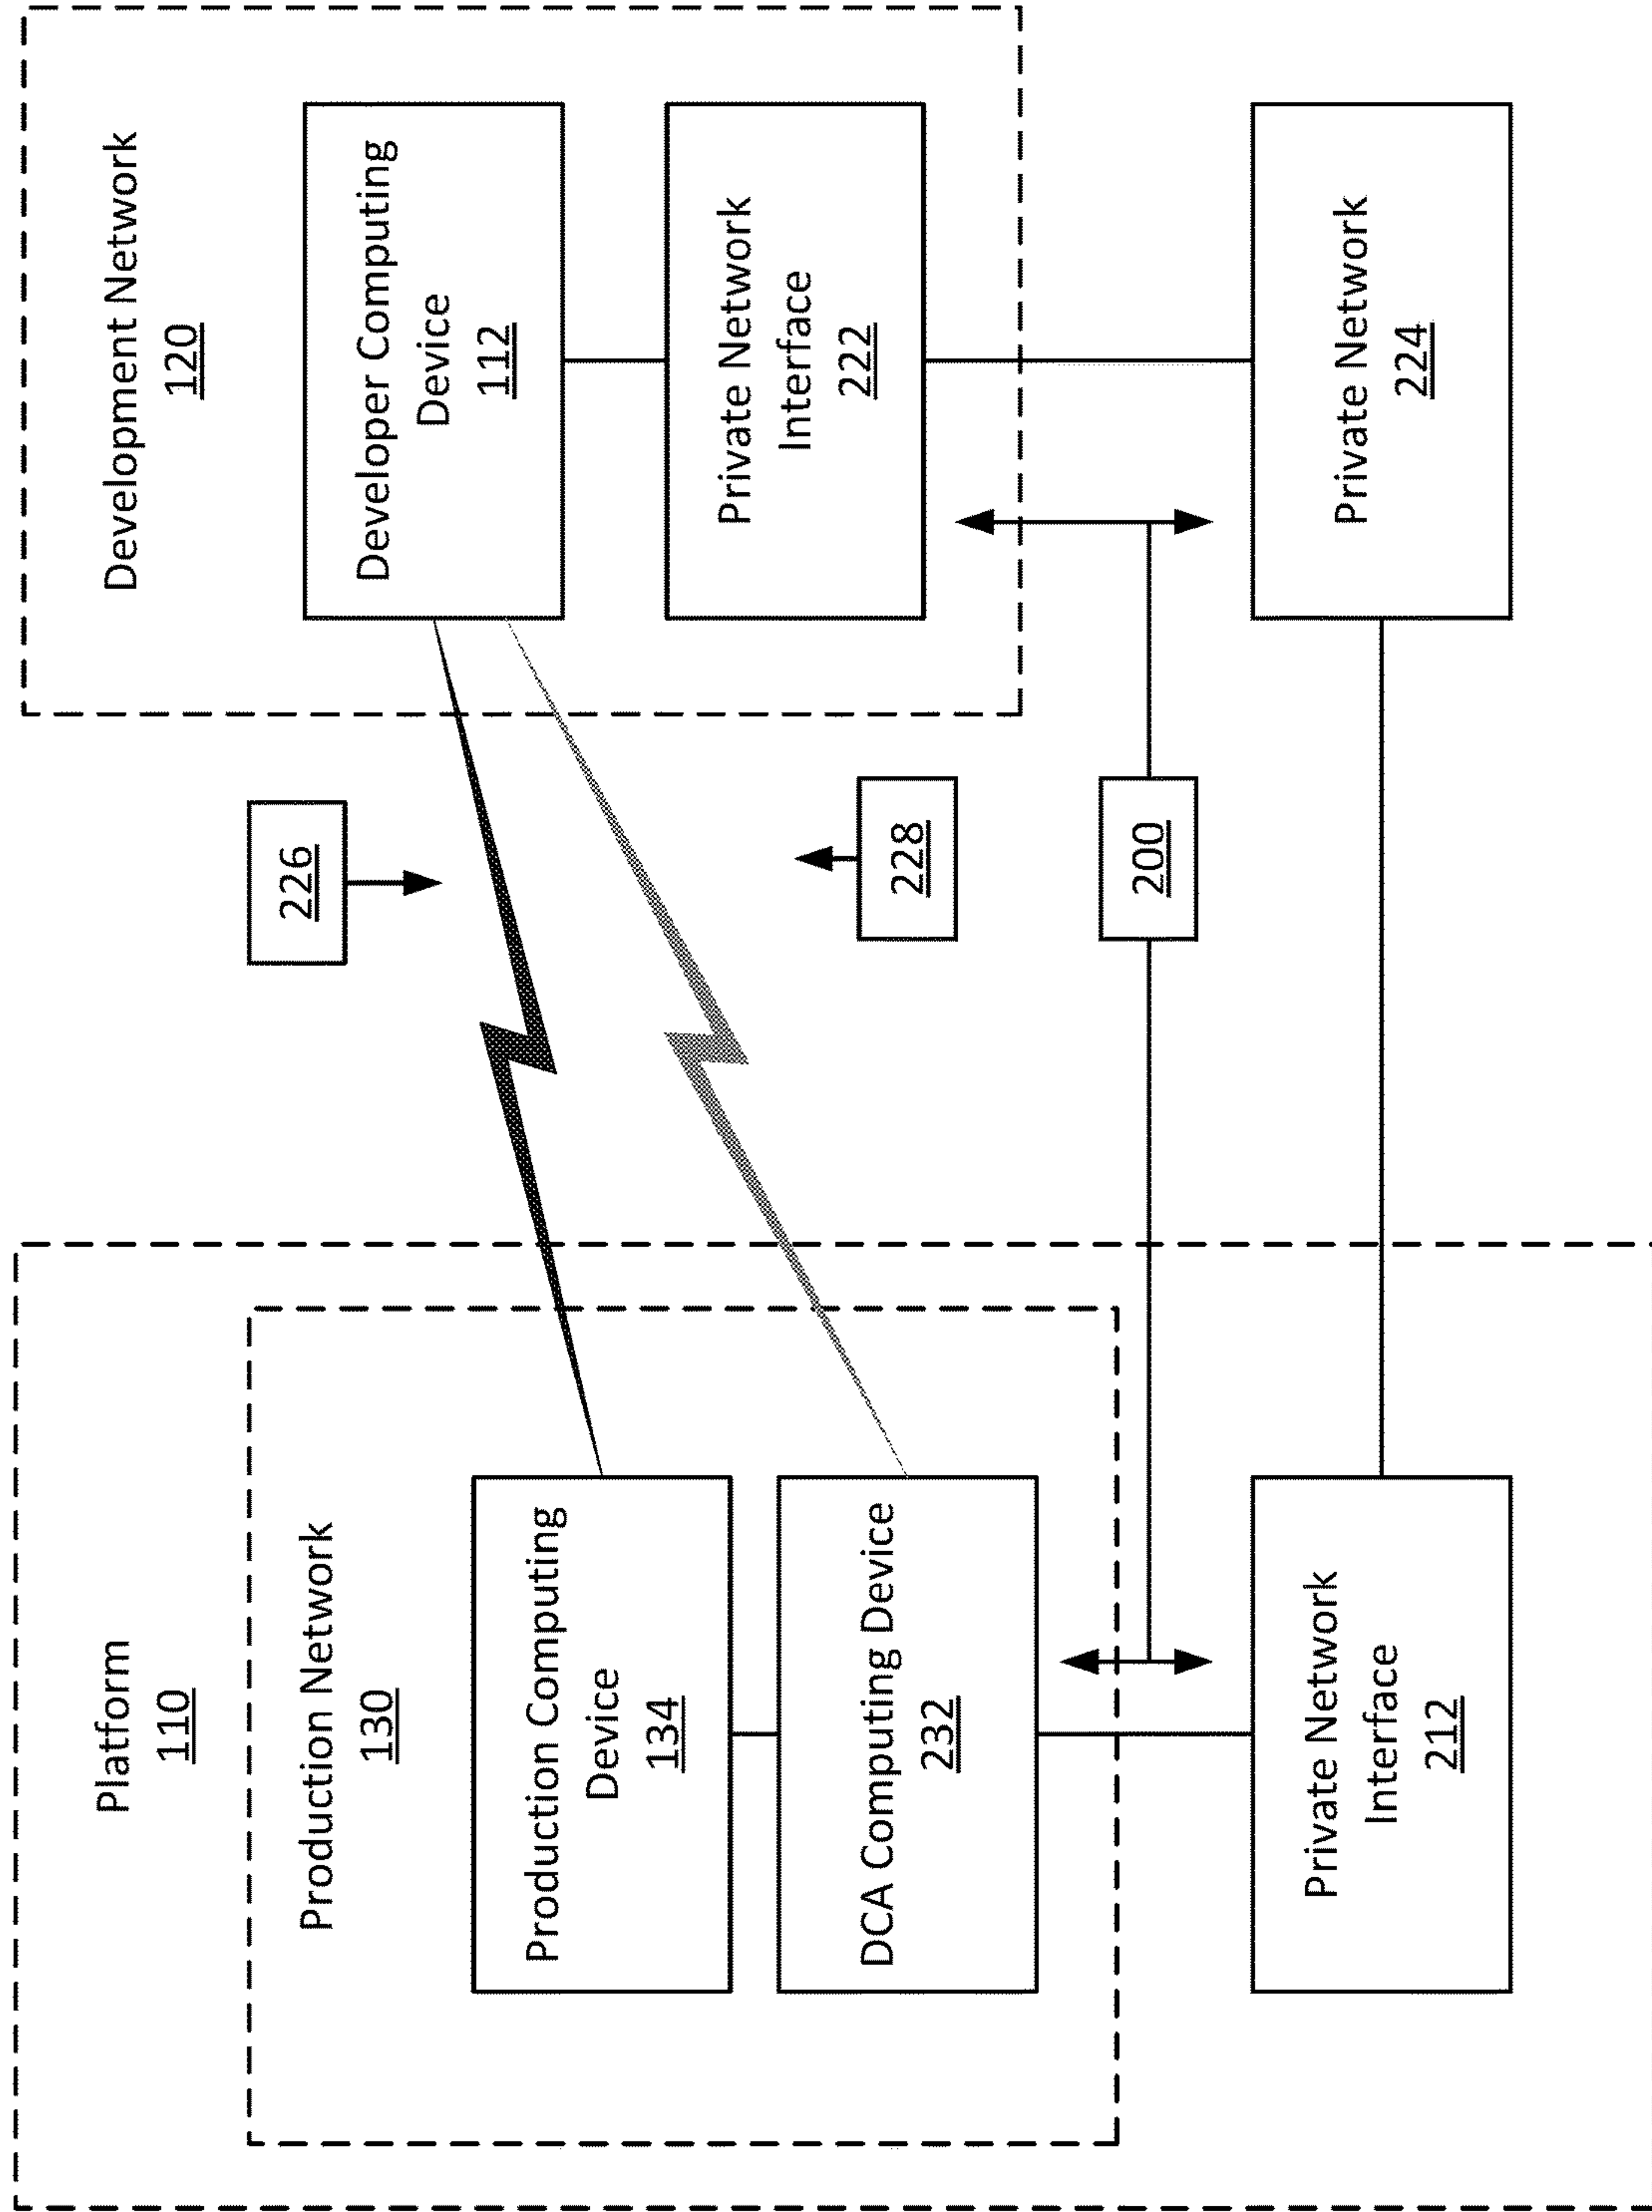 Platform
110
Production Network
130
Production Computing
Device
134
DCA Computing Device
232
Private Network
Interface
212
226
228
200
Development Network
120
Developer Computing
Device
112
Private Network
Interface
222
Private Network
224